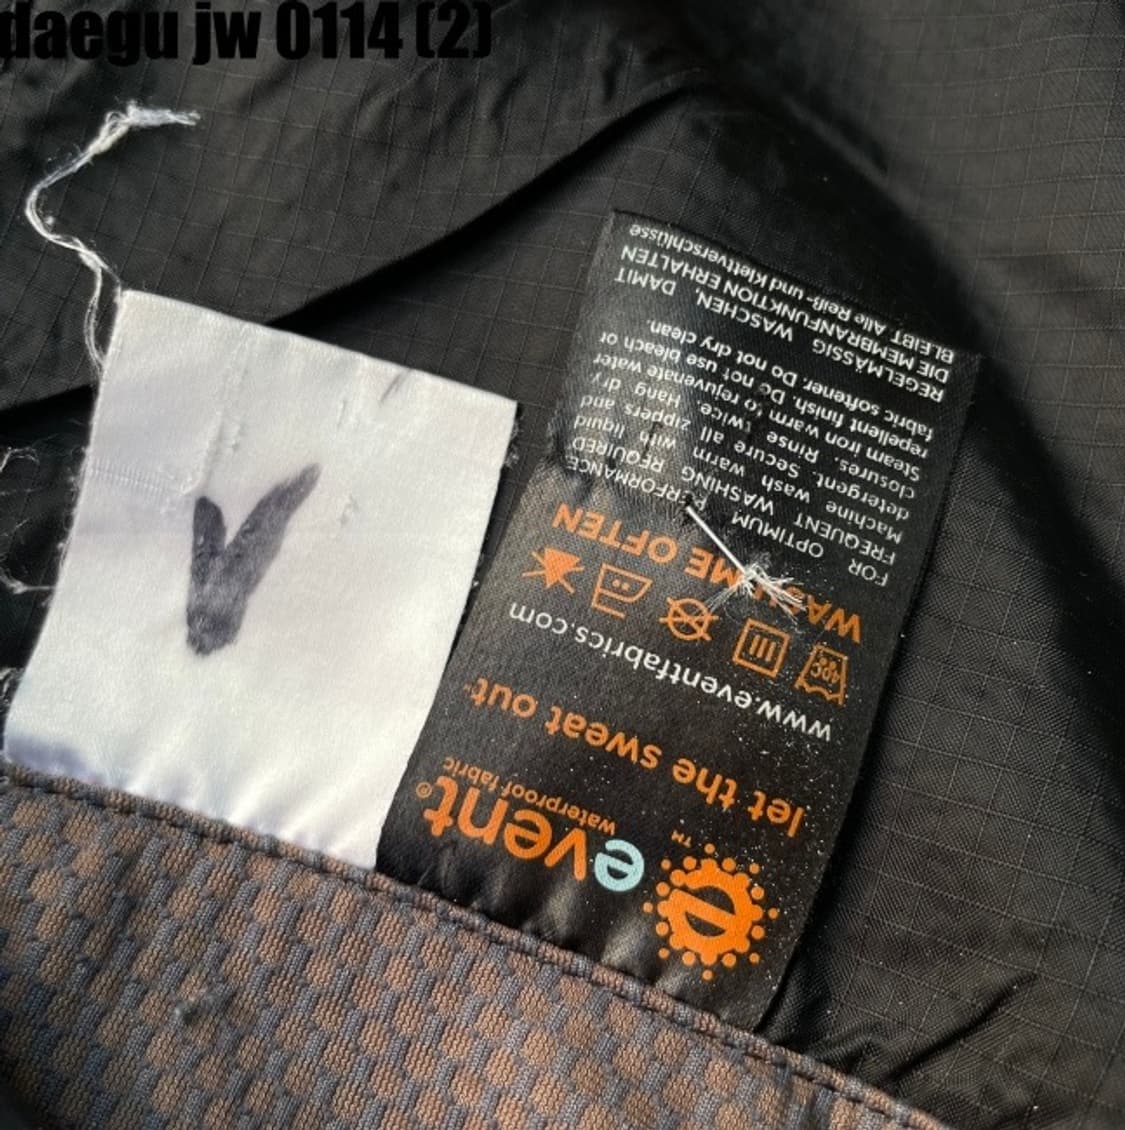 daegu jw 0114 (2)
V
event®
waterproof fabric
™
let the sweat out™
www.eventfabrics.com
40C
WASH ME OFTEN
FOR OPTIMUM PERFORMANCE
FREQUENT WASHING REQUIRED
Machine wash warm with liquid
detergent. Secure all zippers and
closures. Rinse twice. Hang dry.
Steam iron warm to rejuvenate water
repellent finish. Do not use bleach or
fabric softener. Do not dry clean.
REGELMÄSSIG WASCHEN, DAMIT
DIE MEMBRANFUNKTION ERHALTEN
BLEIBT. Alle Reiß- und Klettverschlüsse